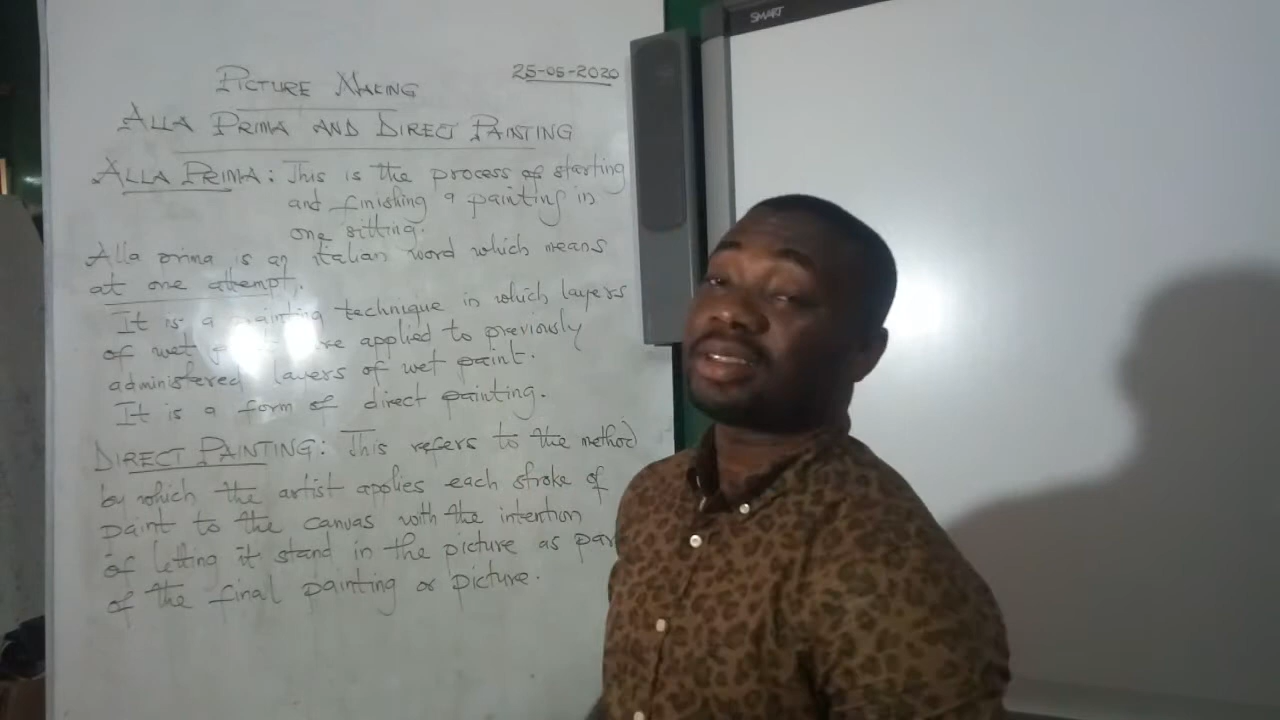 SMART
25-05-2020
PICTURE MAKING
ALLA PRIMA AND DIRECT PAINTING
ALLA PRIMA: This is the process of starting
and finishing a painting in
one sitting.
Alla prima is an italian word which means
at one attempt.
It is a painting technique in which layers
of wet are applied to previously
administered layers of wet paint.
It is a form of direct painting.
DIRECT PAINTING: This refers to the method
by which the artist applies each stroke of
paint to the canvas with the intention
of letting it stand in the picture as par
of the final painting or picture.